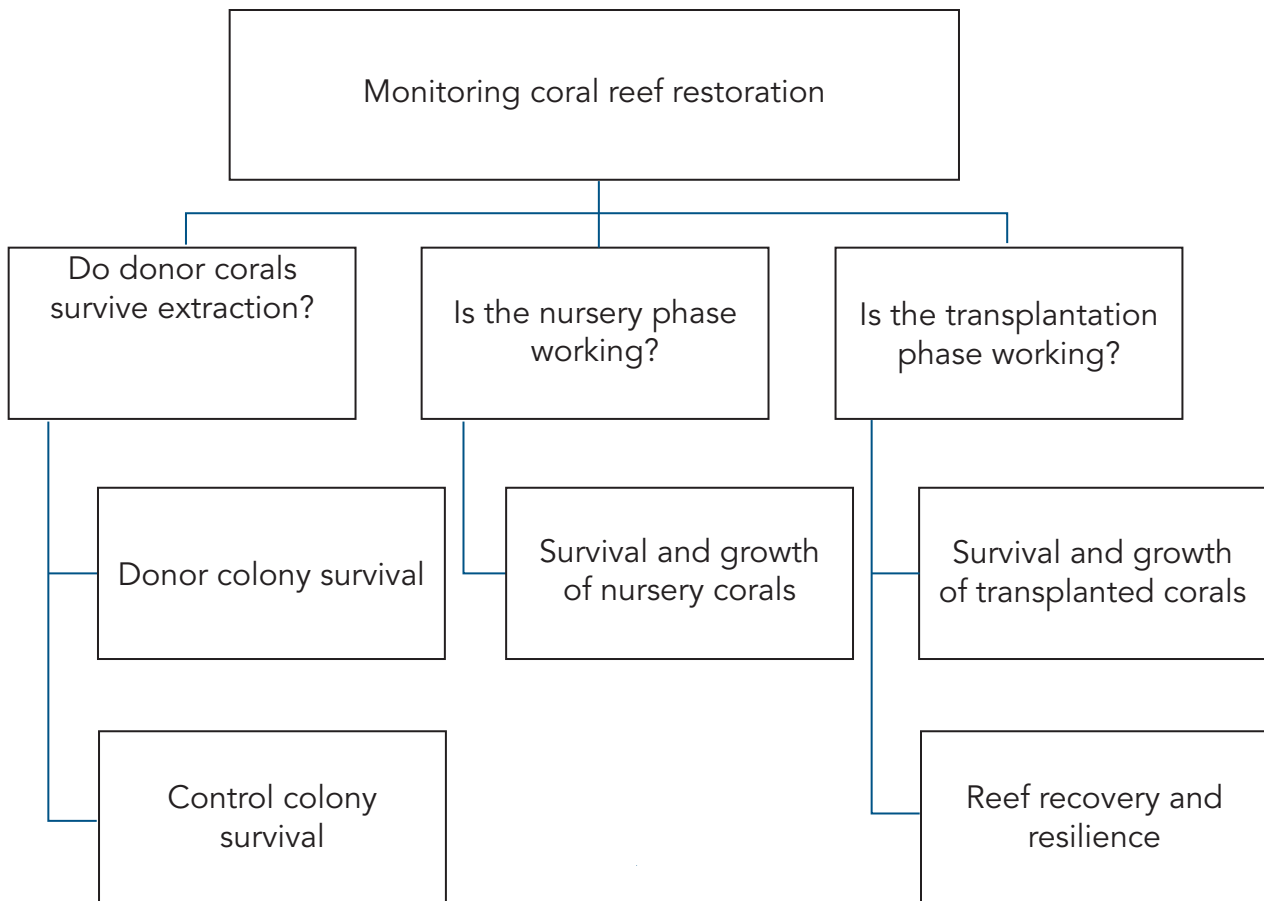 Monitoring coral reef restoration
Do donor corals
survive extraction?
Is the nursery phase
working?
Is the transplantation
phase working?
Donor colony survival
Survival and growth
of nursery corals
Survival and growth
of transplanted corals
Control colony
survival
Reef recovery and
resilience